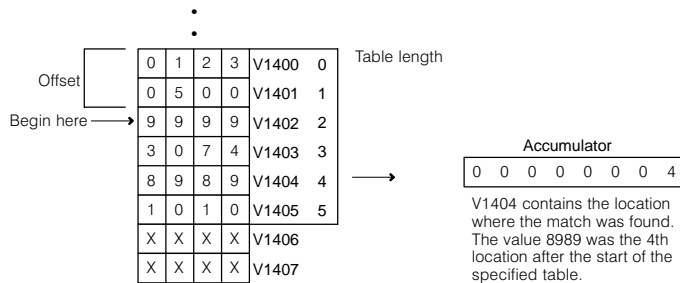 0 1 2 3 V1400 0 Table length
Offset
0 5 0 0 V1401 1
Begin here 9 9 9 9 V1402 2
3 0 7 4 V1403 3
8 9 8 9 V1404 4
1 0 1 0 V1405 5
X X X X V1406
X X X X V1407
Accumulator
0 0 0 0 0 0 0 4
V1404 contains the location
where the match was found.
The value 8989 was the 4th
location after the start of the
specified table.